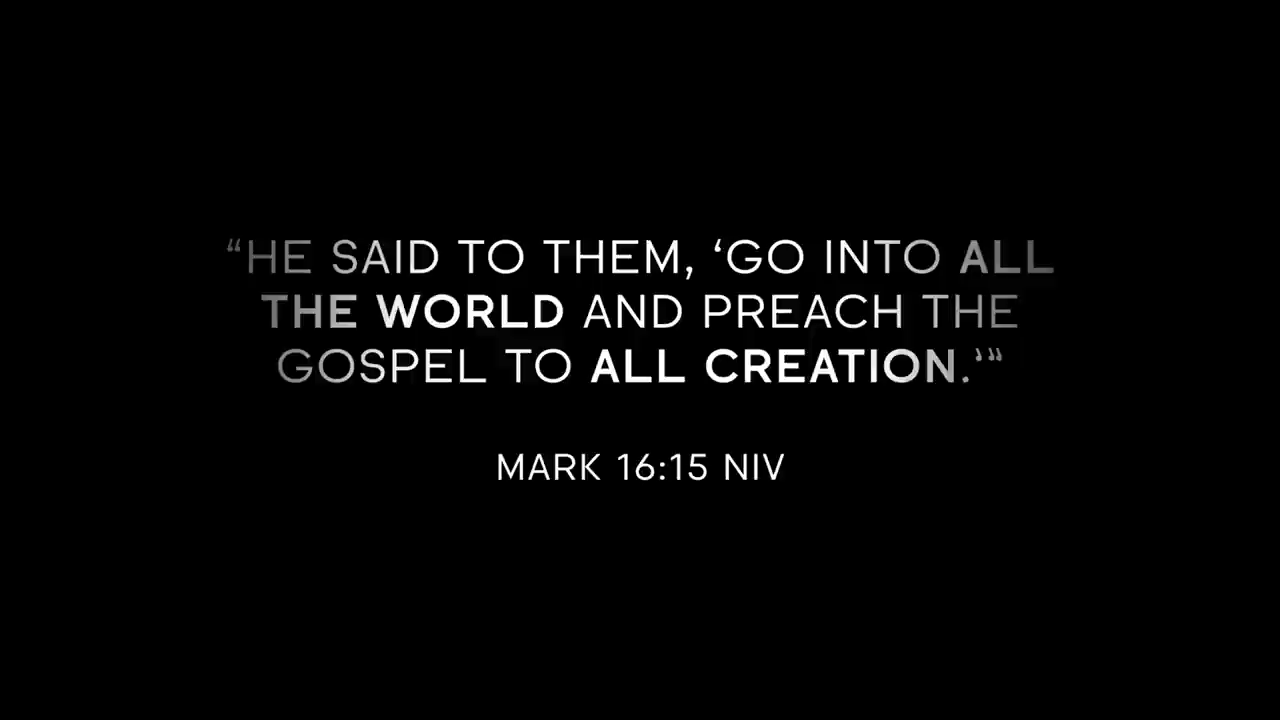 “HE SAID TO THEM, ‘GO INTO ALL
THE WORLD AND PREACH THE
GOSPEL TO ALL CREATION.’”
MARK 16:15 NIV